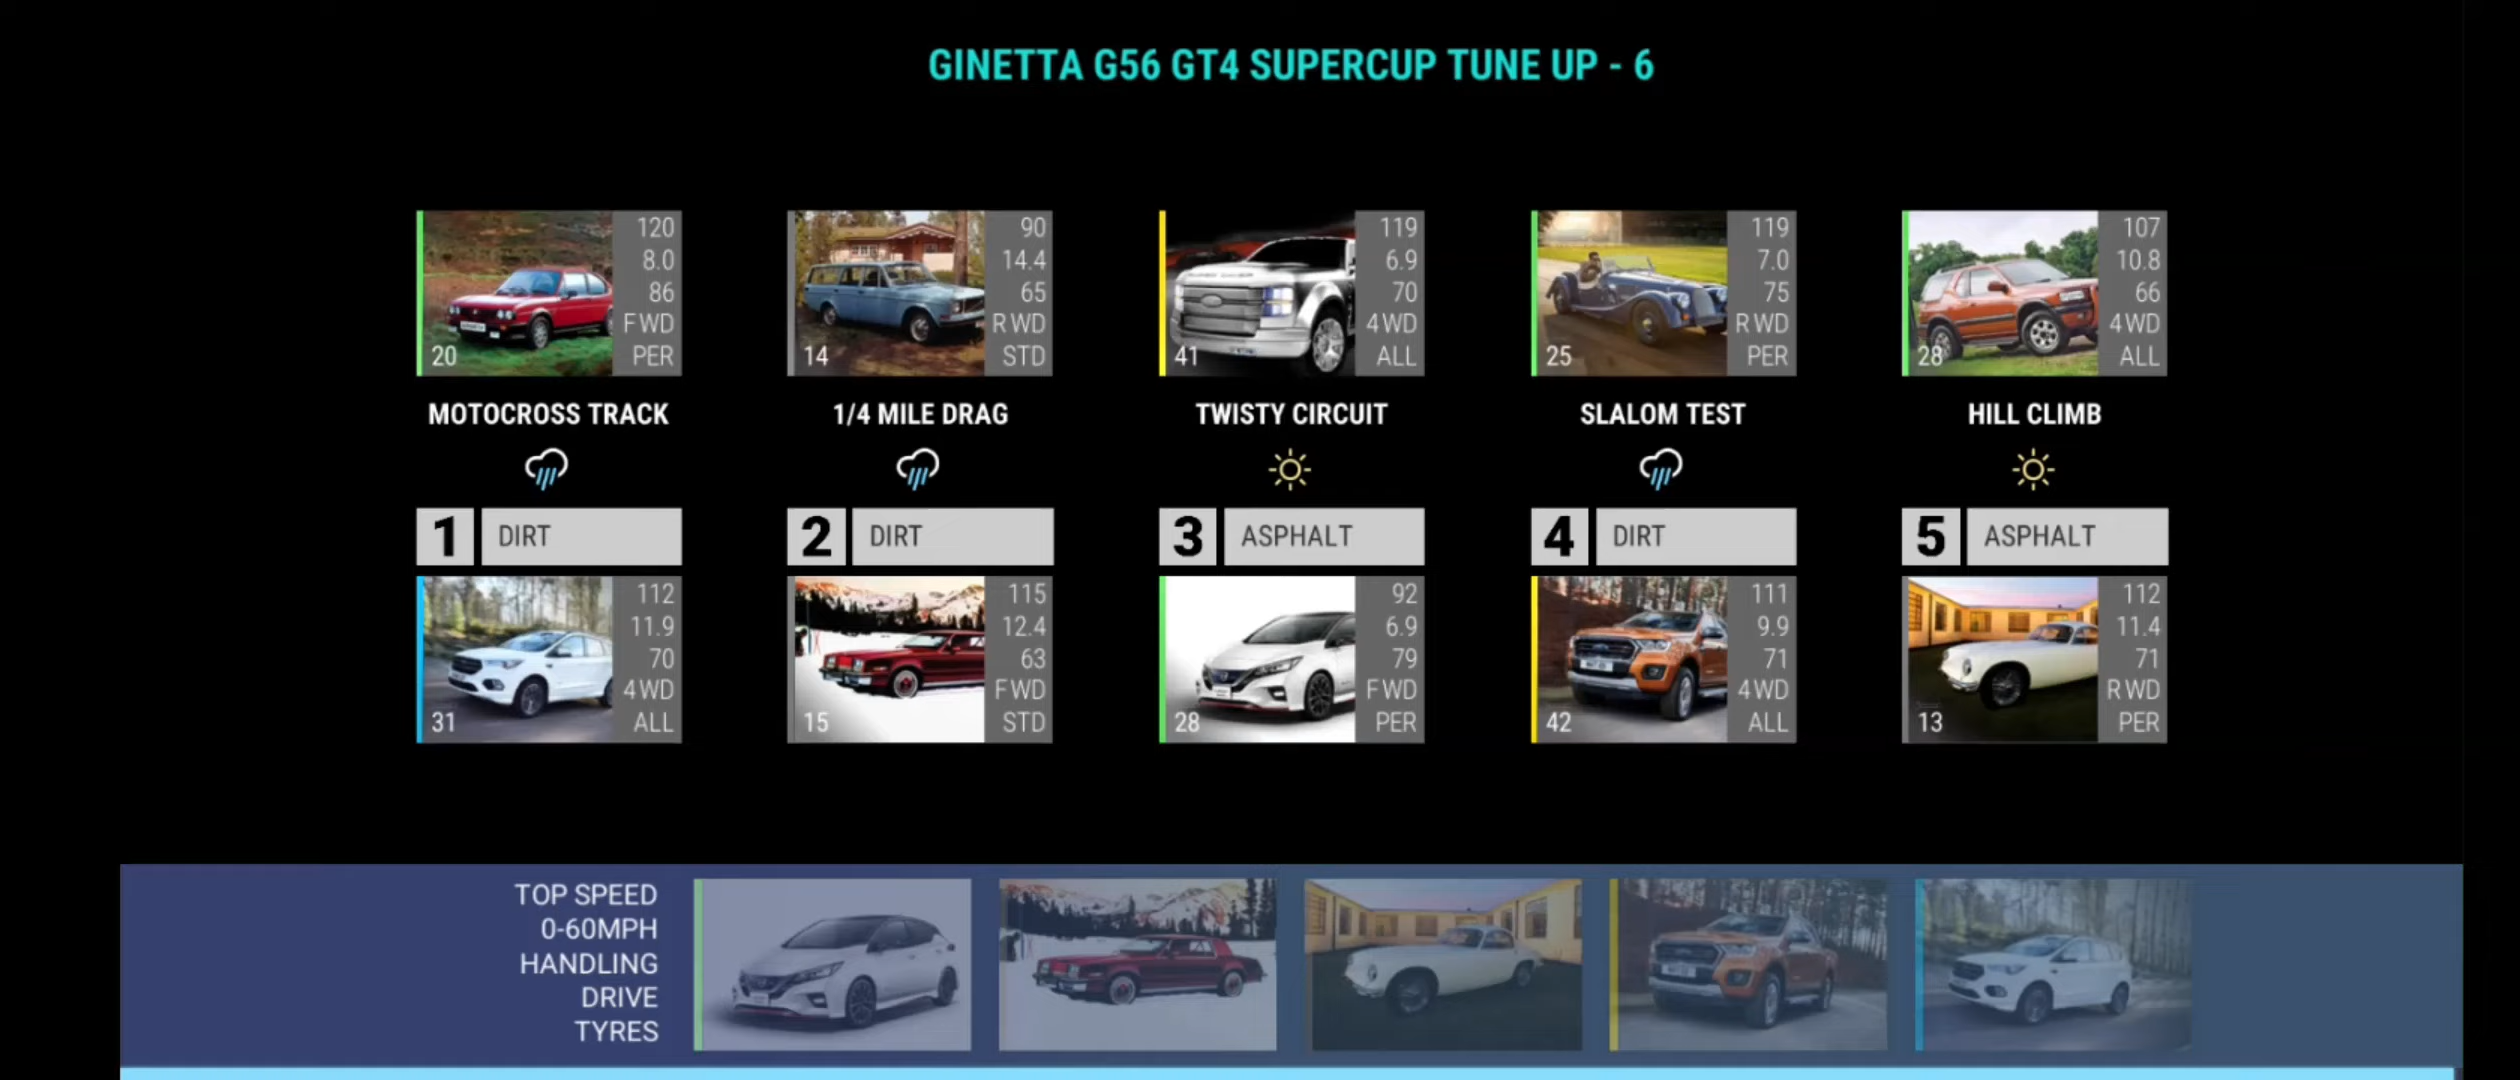 GINETTA G56 GT4 SUPERCUP TUNE UP - 6
120
8.0
86
FWD
PER
20
90
14.4
65
RWD
STD
14
119
6.9
70
4WD
ALL
41
119
7.0
75
RWD
PER
25
107
10.8
66
4WD
ALL
28
MOTOCROSS TRACK
1/4 MILE DRAG
TWISTY CIRCUIT
SLALOM TEST
HILL CLIMB
1 DIRT
2 DIRT
3 ASPHALT
4 DIRT
5 ASPHALT
112
11.9
70
4WD
ALL
31
115
12.4
63
FWD
STD
15
92
6.9
79
FWD
PER
28
111
9.9
71
4WD
ALL
42
112
11.4
71
RWD
PER
13
TOP SPEED
0-60MPH
HANDLING
DRIVE
TYRES